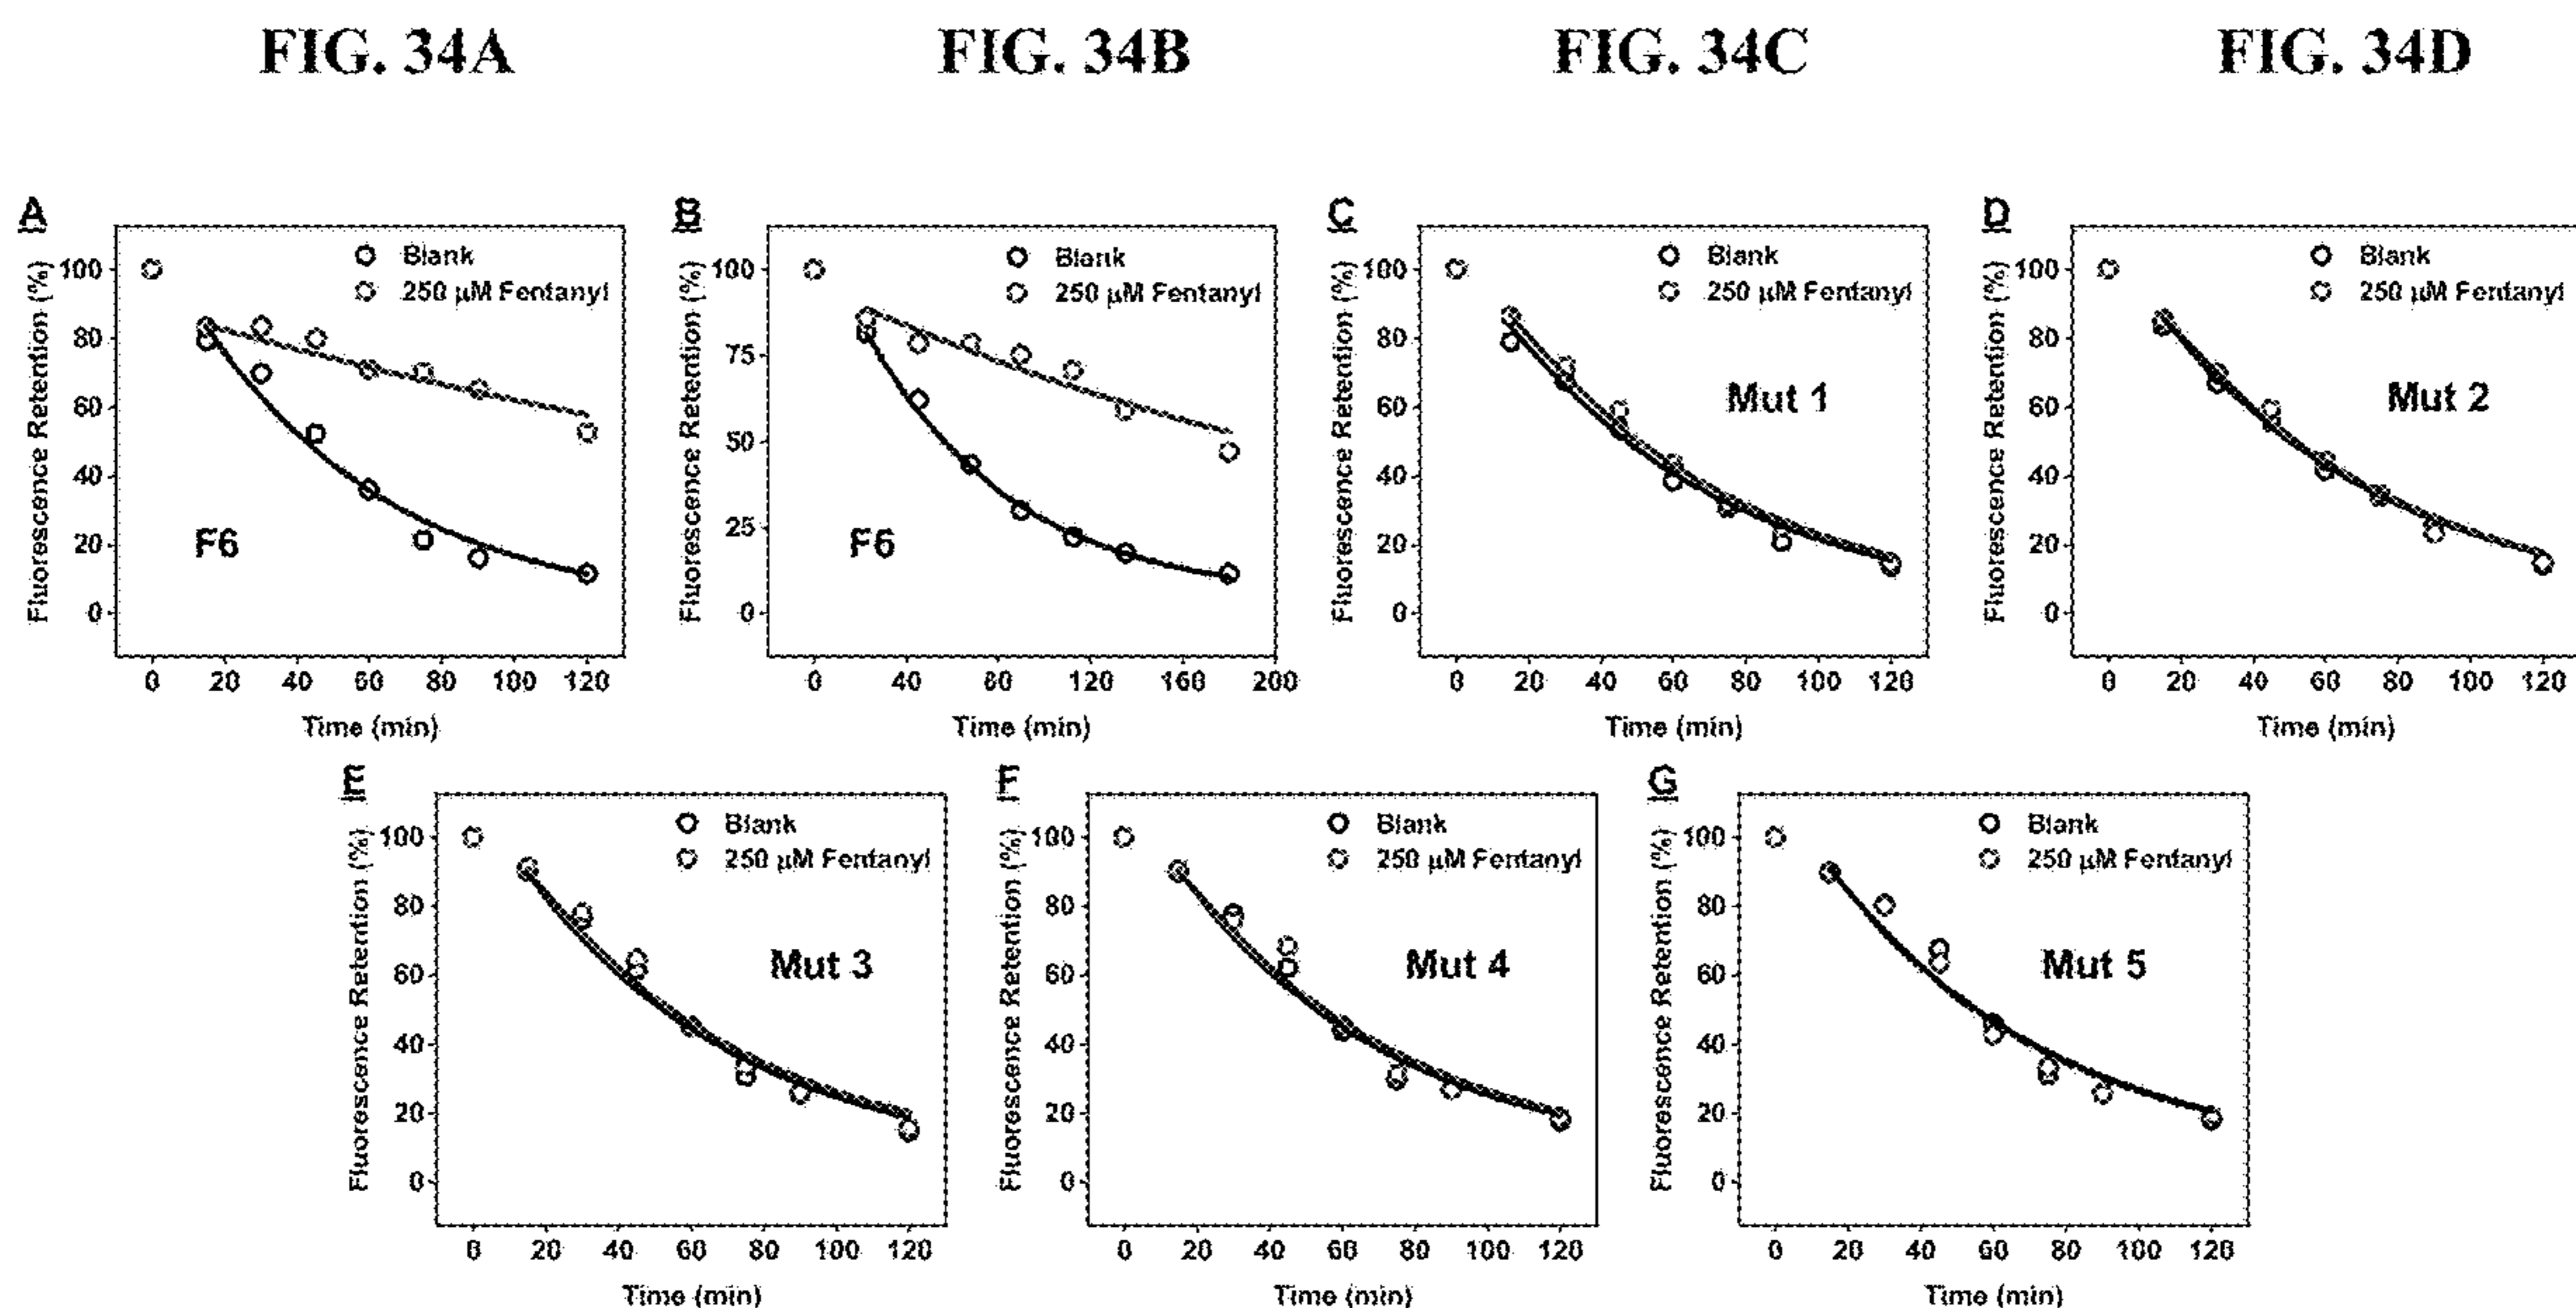 FIG. 34A FIG. 34B FIG. 34C FIG. 34D
A
Fluorescence Retention (%)
100
80
60
40
20
0
Blank
250 μM Fentanyl
F6
0 20 40 60 80 100 120
Time (min)
B
Fluorescence Retention (%)
100
75
50
25
0
Blank
250 μM Fentanyl
F6
0 40 80 120 160 200
Time (min)
C
Fluorescence Retention (%)
100
80
60
40
20
0
Blank
250 μM Fentanyl
Mut 1
0 20 40 60 80 100 120
Time (min)
D
Fluorescence Retention (%)
100
80
60
40
20
0
Blank
250 μM Fentanyl
Mut 2
0 20 40 60 80 100 120
Time (min)
E
Fluorescence Retention (%)
100
80
60
40
20
0
Blank
250 μM Fentanyl
Mut 3
0 20 40 60 80 100 120
Time (min)
F
Fluorescence Retention (%)
100
80
60
40
20
0
Blank
250 μM Fentanyl
Mut 4
0 20 40 60 80 100 120
Time (min)
G
Fluorescence Retention (%)
100
80
60
40
20
0
Blank
250 μM Fentanyl
Mut 5
0 20 40 60 80 100 120
Time (min)